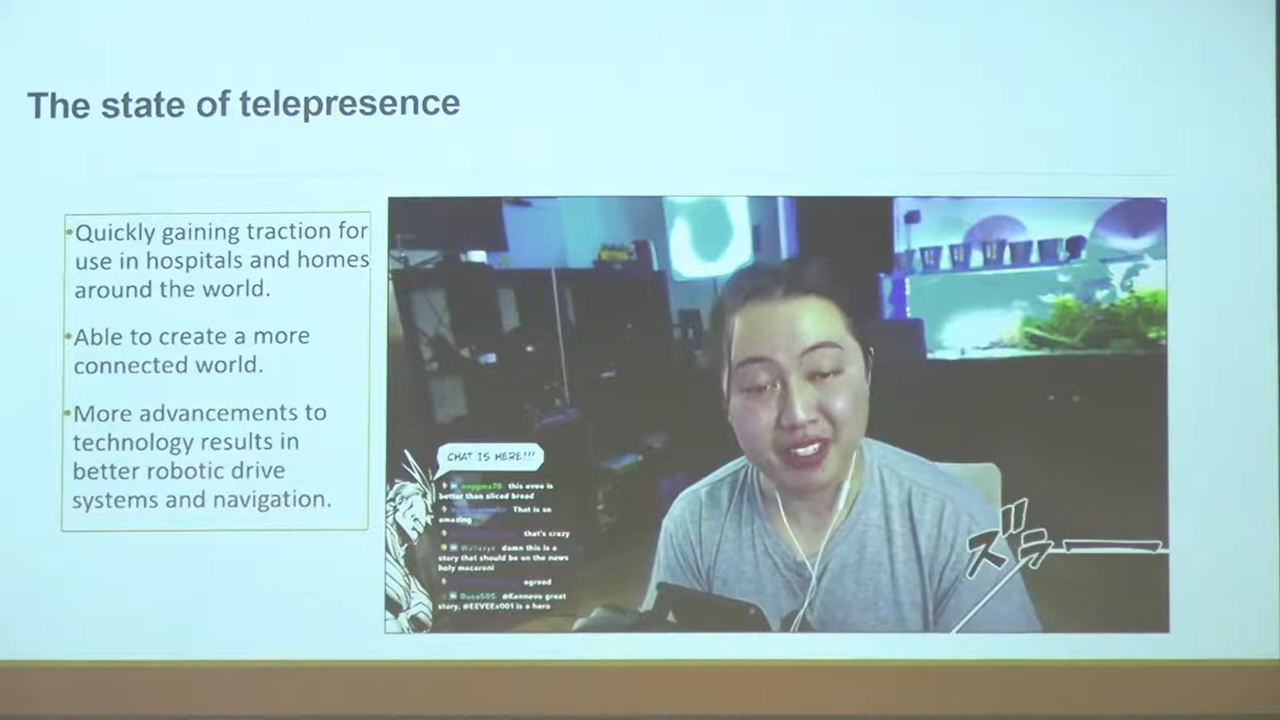 The state of telepresence
•Quickly gaining traction for
use in hospitals and homes
around the world.
•Able to create a more
connected world.
•More advancements to
technology results in
better robotic drive
systems and navigation.
CHAT IS HERE!!!
this evee is
better than sliced bread
That is so
amazing
that's crazy
damn this is a
story that should be on the news
holy macaroni
agreed
great
story, @EEVEEx001 is a hero
ズラー